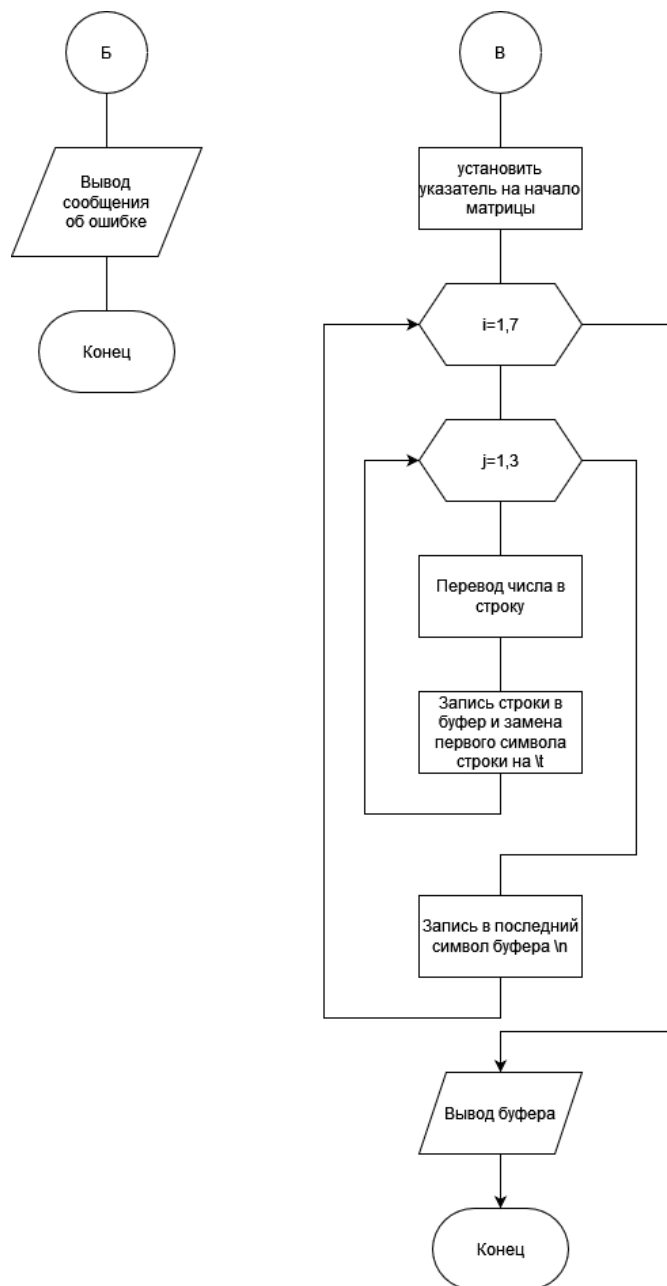 Б
Вывод
сообщения
об ошибке
Конец
В
установить
указатель на начало
матрицы
i=1,7
j=1,3
Перевод числа в
строку
Запись строки в
буфер и замена
первого символа
строки на \t
Запись в последний
символ буфера \n
Вывод буфера
Конец